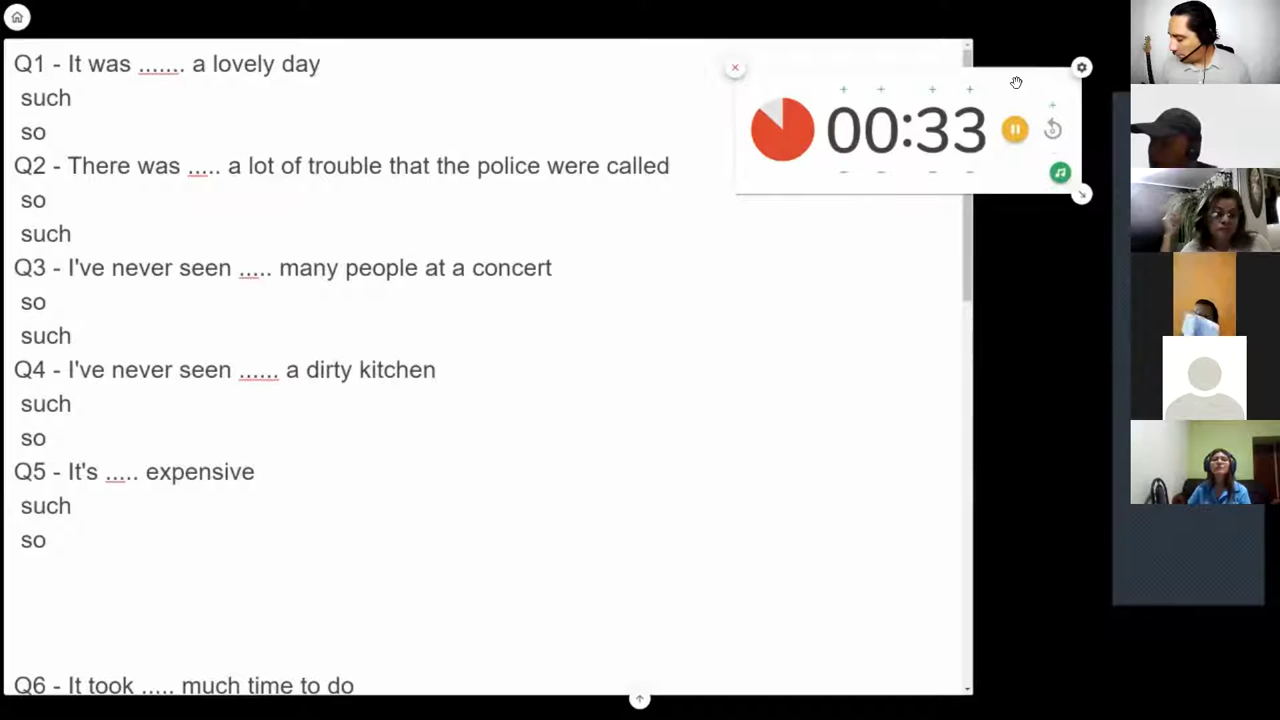 Q1 - It was ....... a lovely day
such
so
Q2 - There was ..... a lot of trouble that the police were called
so
such
Q3 - I've never seen ..... many people at a concert
so
such
Q4 - I've never seen ...... a dirty kitchen
such
so
Q5 - It's ..... expensive
such
so
Q6 - It took ..... much time to do
00:33